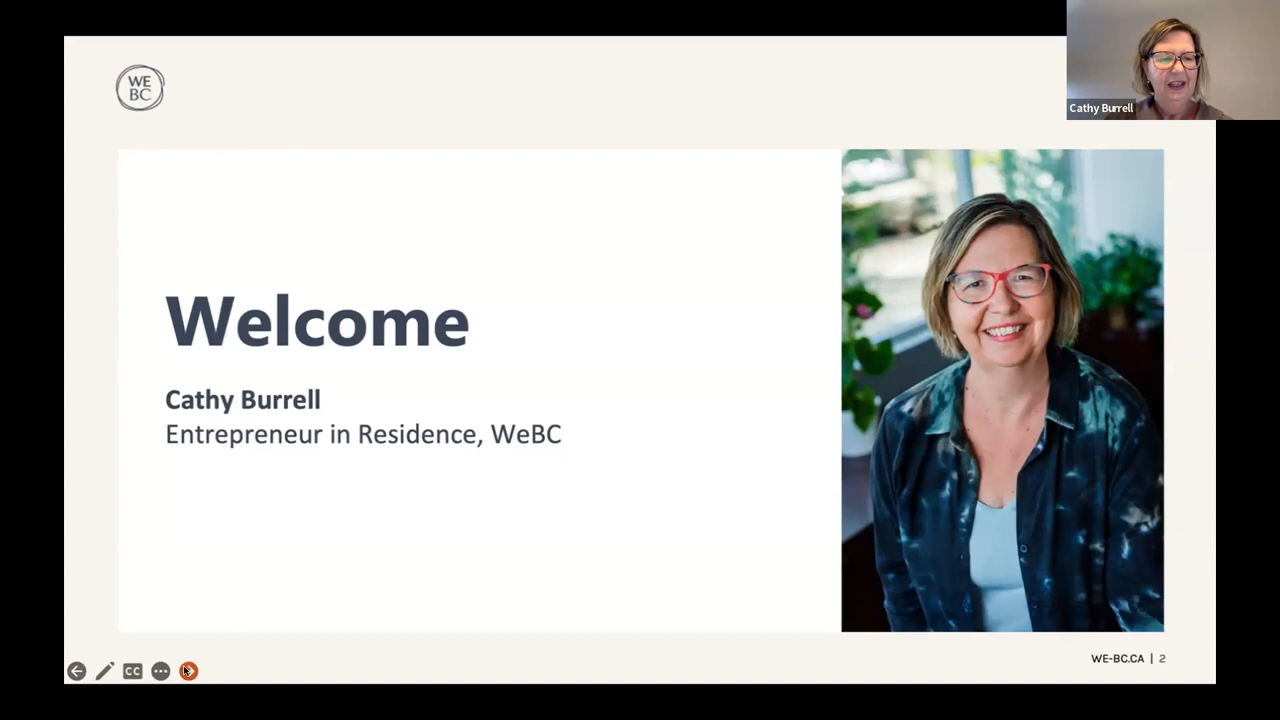 WE
BC
Cathy Burrell
Welcome
Cathy Burrell
Entrepreneur in Residence, WeBC
CC
WE-BC.CA | 2